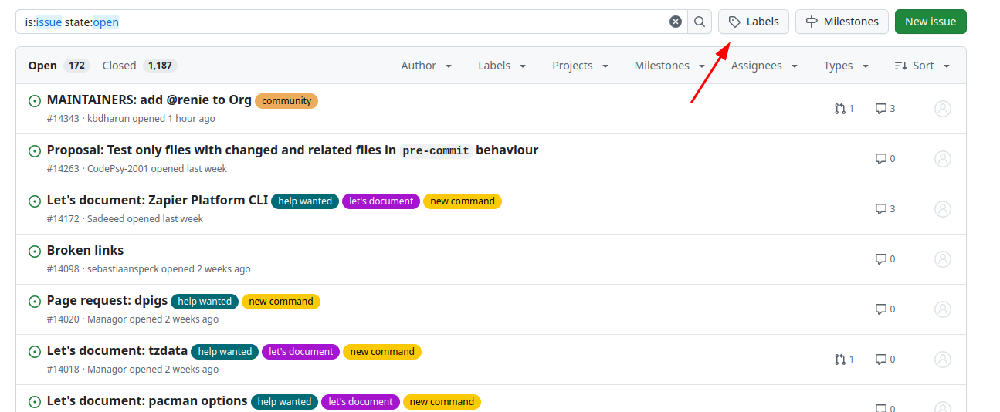 is:issue state:open Labels Milestones New issue
Open 172 Closed 1,187 Author Labels Projects Milestones Assignees Types Sort
MAINTAINERS: add @renie to Org community
#14343 · kbdharun opened 1 hour ago 1 3
Proposal: Test only files with changed and related files in pre-commit behaviour
#14263 · CodePsy-2001 opened last week 0
Let's document: Zapier Platform CLI help wanted let's document new command
#14172 · Sadeeed opened last week 3
Broken links
#14098 · sebastiaanspeck opened 2 weeks ago 0
Page request: dpigs help wanted new command
#14020 · Managor opened 2 weeks ago 0
Let's document: tzdata help wanted let's document new command
#14018 · Managor opened 2 weeks ago 1 0
Let's document: pacman options help wanted let's document new command
0